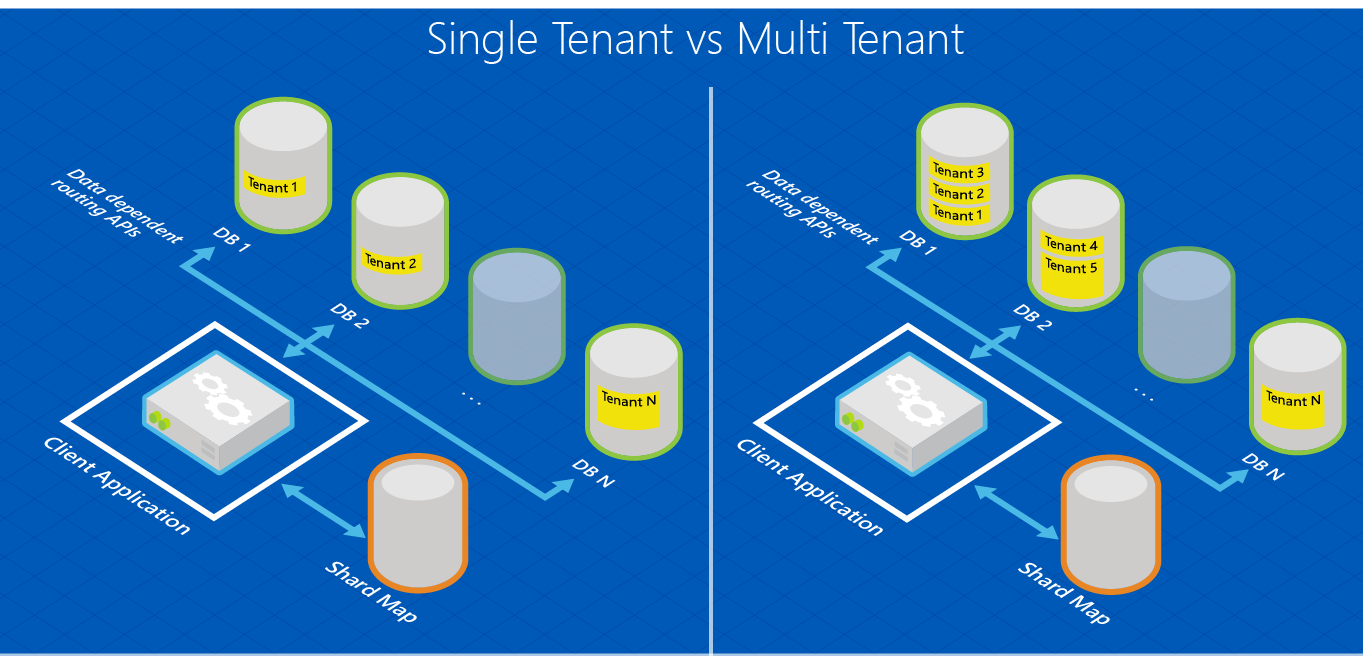 Single Tenant vs Multi Tenant
Tenant 1
Data dependent
routing APIs
DB 1
Tenant 2
DB 2
...
Tenant N
DB N
Client Application
Shard Map
Tenant 3
Tenant 2
Tenant 1
Data dependent
routing APIs
DB 1
Tenant 4
Tenant 5
DB 2
...
Tenant N
DB N
Client Application
Shard Map